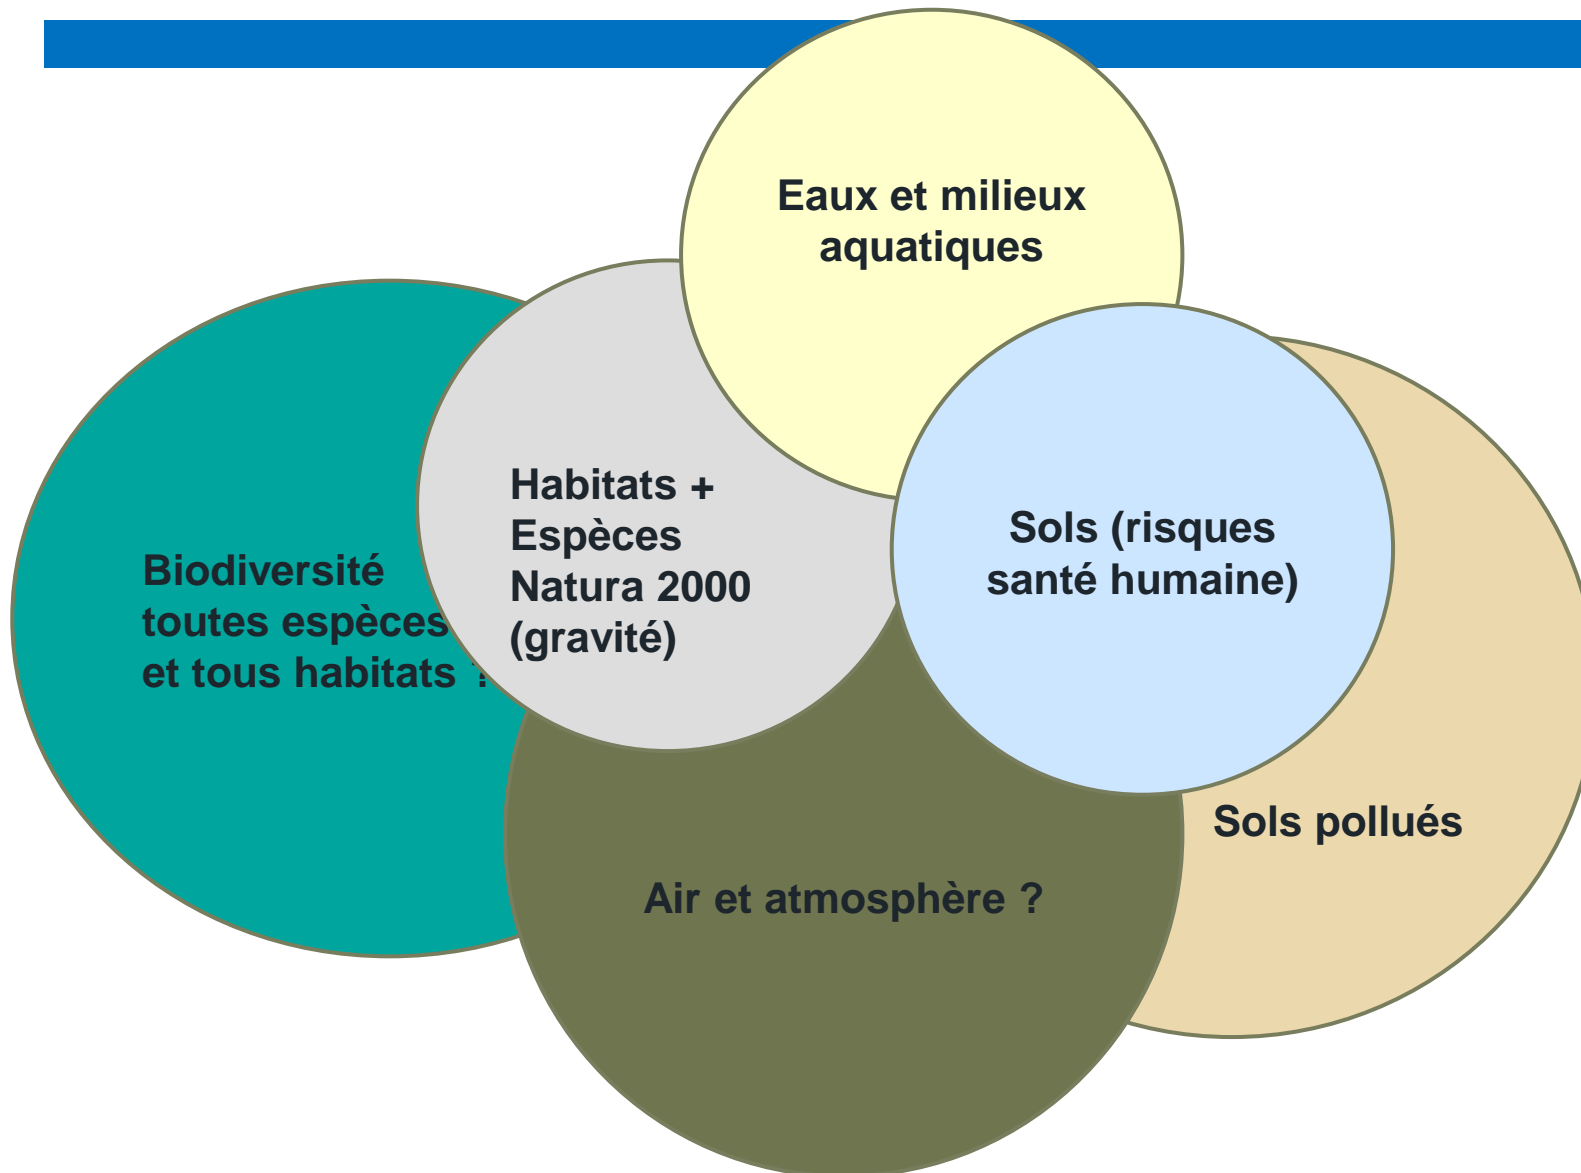 Eaux et milieux
aquatiques
Habitats +
Espèces
Natura 2000
(gravité)
Sols (risques
santé humaine)
Biodiversité
toutes espèces
et tous habitats ?
Sols pollués
Air et atmosphère ?